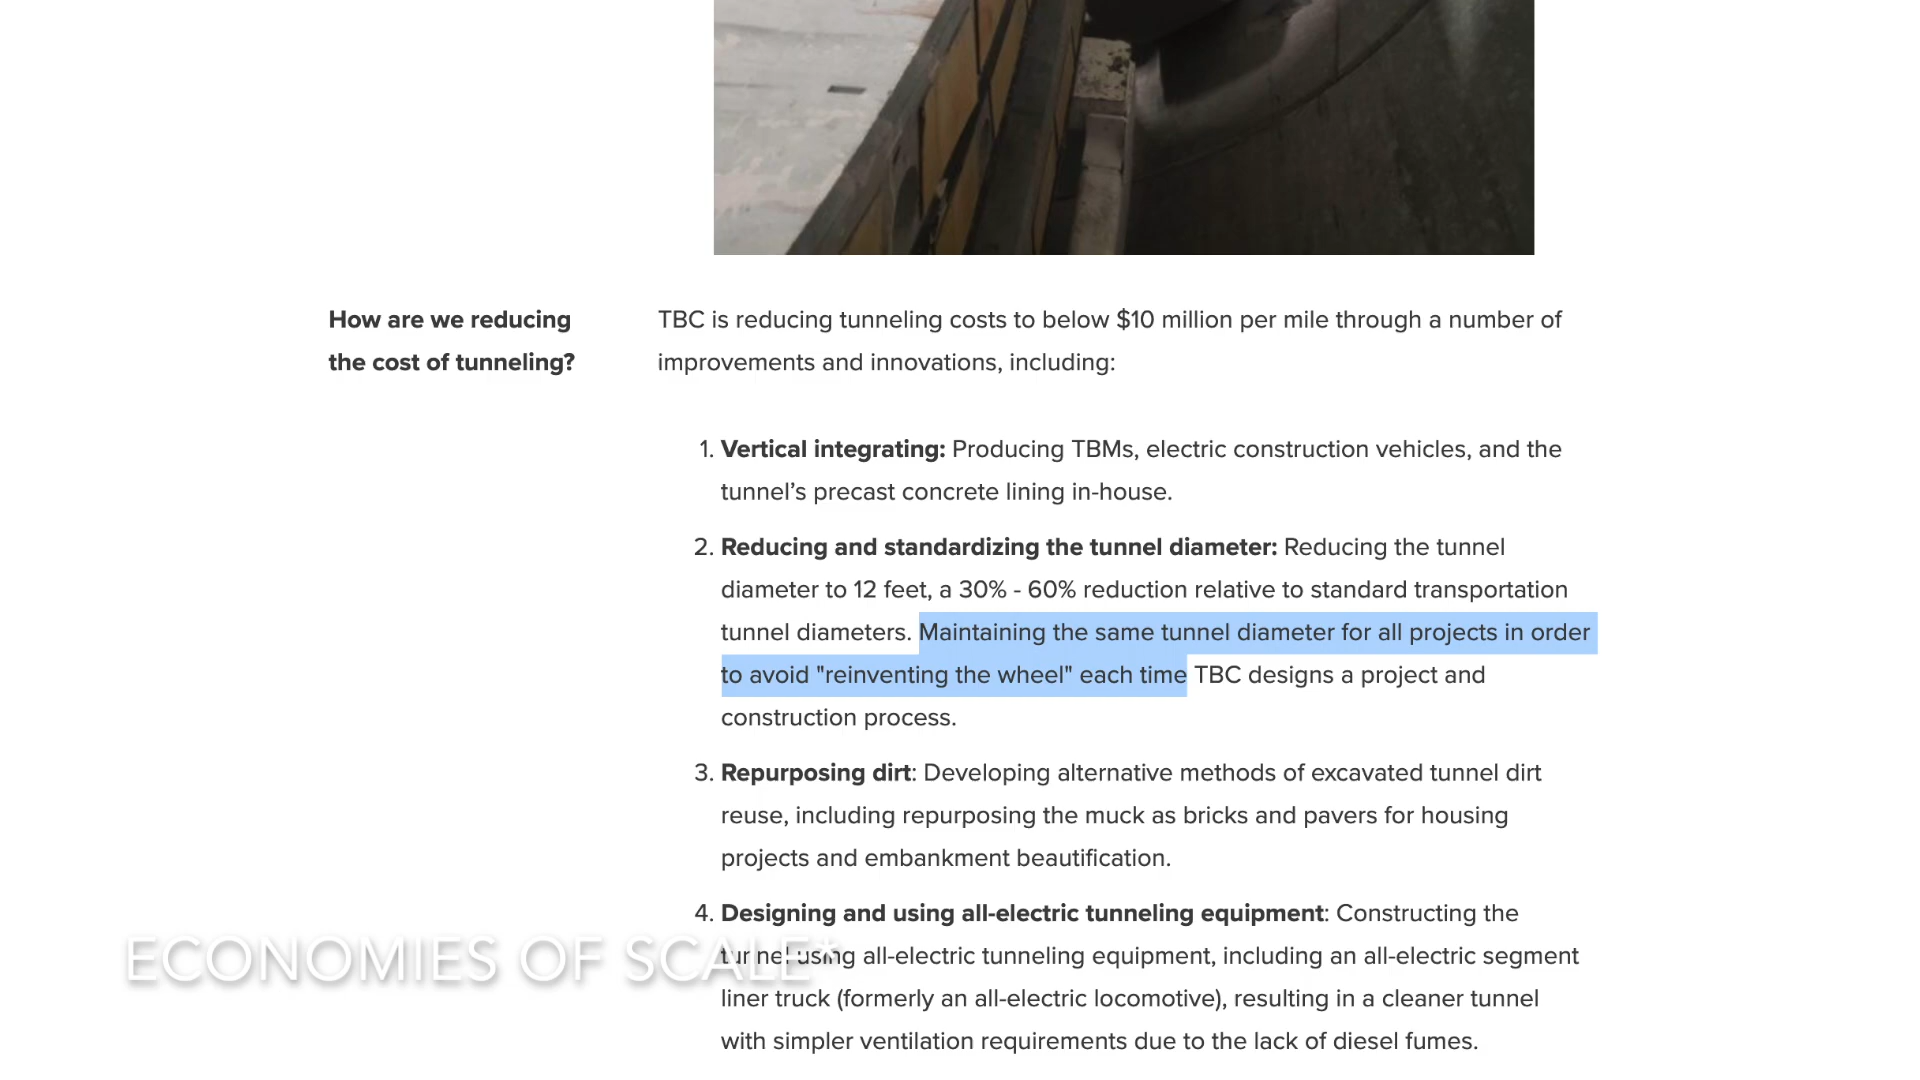 How are we reducing
the cost of tunneling?
TBC is reducing tunneling costs to below $10 million per mile through a number of
improvements and innovations, including:
1. Vertical integrating: Producing TBMs, electric construction vehicles, and the
tunnel’s precast concrete lining in-house.
2. Reducing and standardizing the tunnel diameter: Reducing the tunnel
diameter to 12 feet, a 30% - 60% reduction relative to standard transportation
tunnel diameters. Maintaining the same tunnel diameter for all projects in order
to avoid "reinventing the wheel" each time TBC designs a project and
construction process.
3. Repurposing dirt: Developing alternative methods of excavated tunnel dirt
reuse, including repurposing the muck as bricks and pavers for housing
projects and embankment beautification.
4. Designing and using all-electric tunneling equipment: Constructing the
tunnel using all-electric tunneling equipment, including an all-electric segment
liner truck (formerly an all-electric locomotive), resulting in a cleaner tunnel
with simpler ventilation requirements due to the lack of diesel fumes.
ECONOMIES OF SCALE*